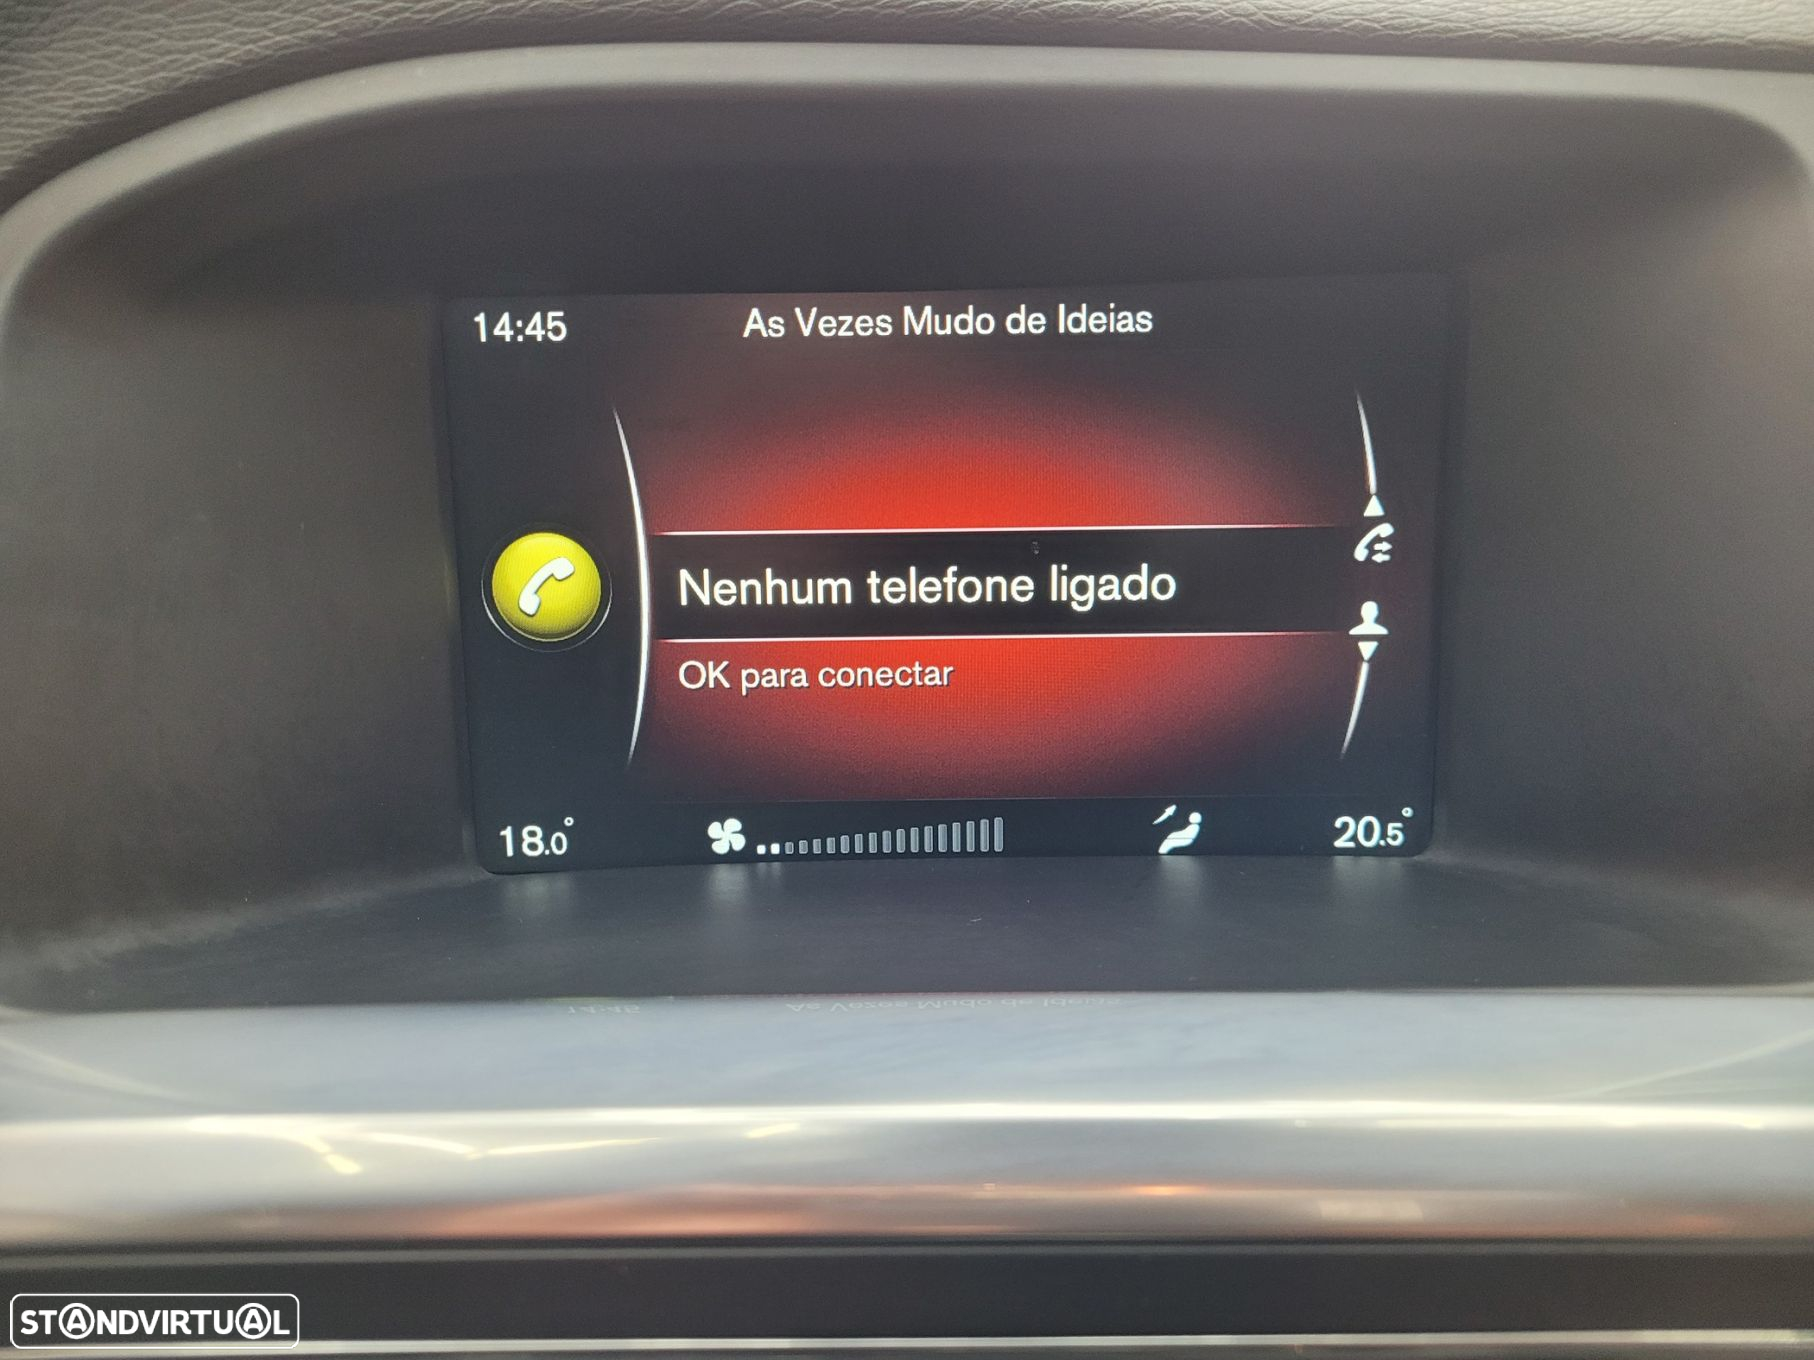 14:45
As Vezes Mudo de Ideias
Nenhum telefone ligado
OK para conectar
18.0°
20.5°
STANDVIRTUAL